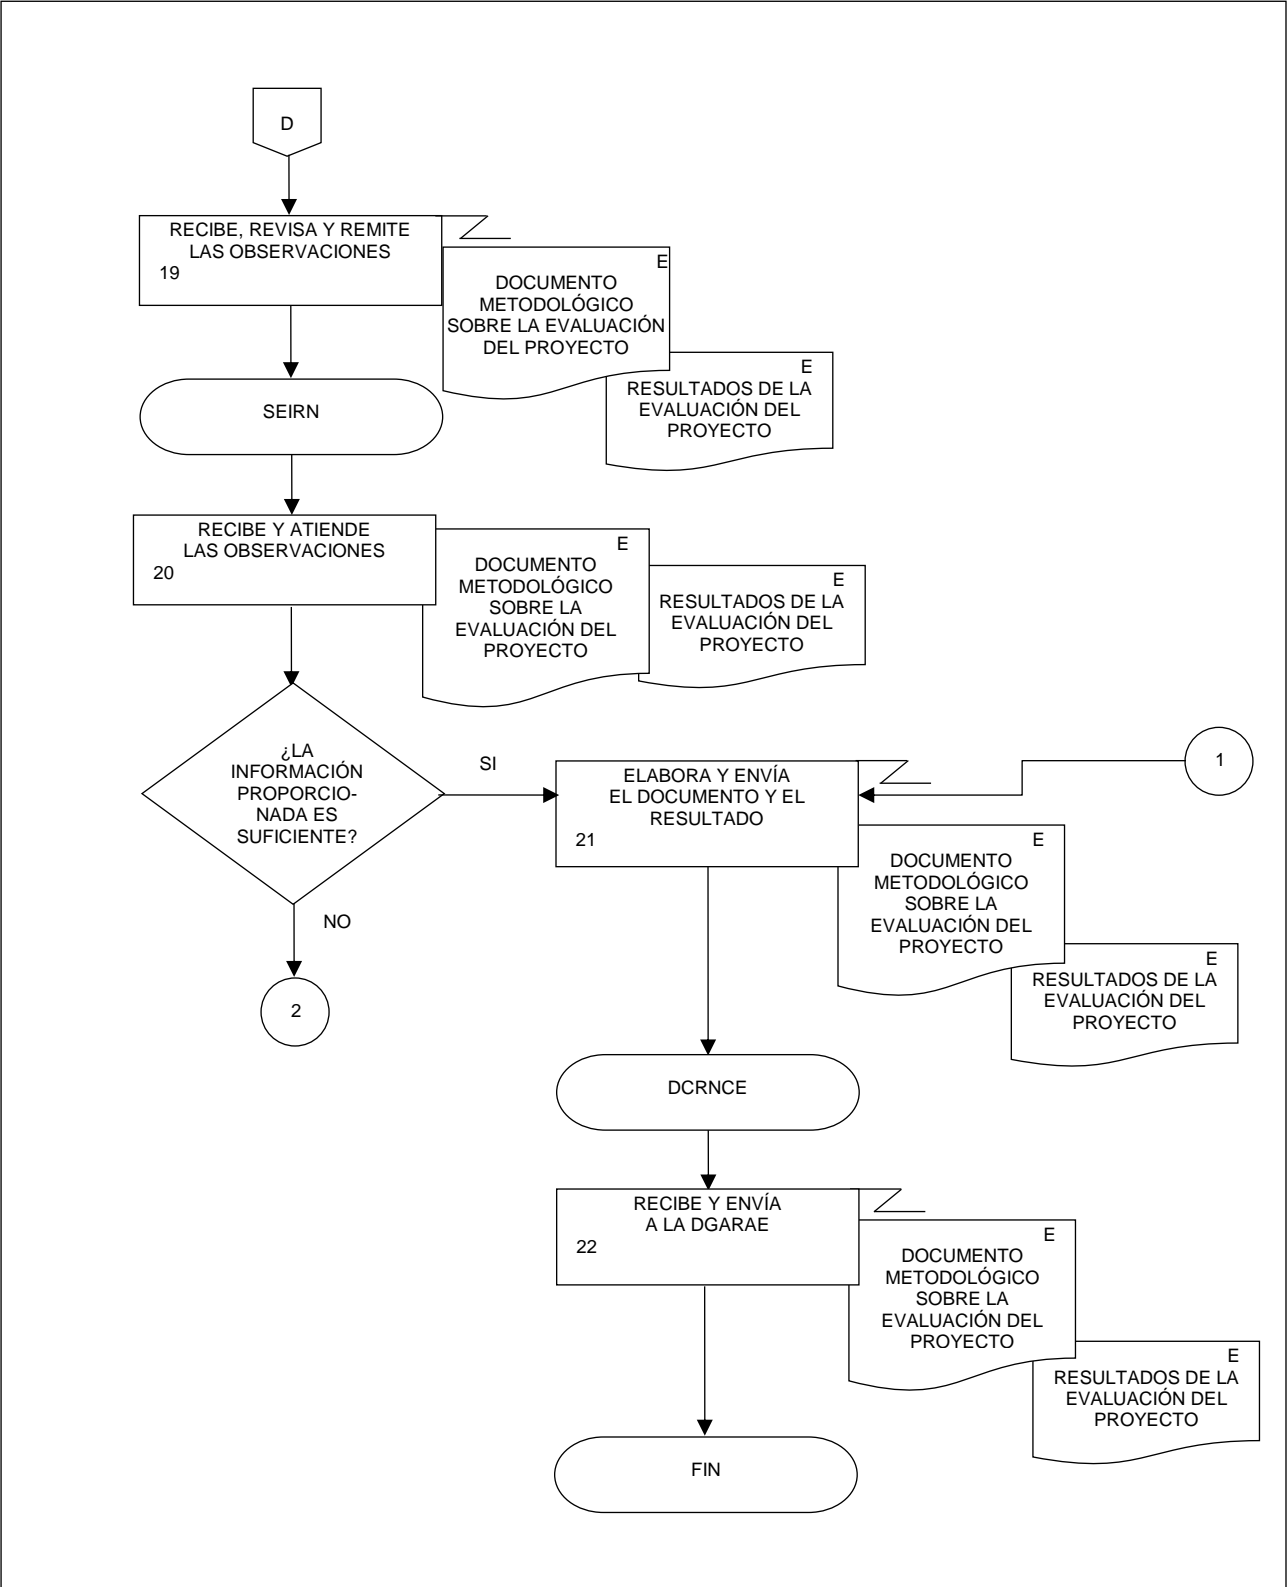 D
RECIBE, REVISA Y REMITE
LAS OBSERVACIONES
19
E
DOCUMENTO
METODOLÓGICO
SOBRE LA EVALUACIÓN
DEL PROYECTO
E
RESULTADOS DE LA
EVALUACIÓN DEL
PROYECTO
SEIRN
RECIBE Y ATIENDE
LAS OBSERVACIONES
20
E
DOCUMENTO
METODOLÓGICO
SOBRE LA
EVALUACIÓN DEL
PROYECTO
E
RESULTADOS DE LA
EVALUACIÓN DEL
PROYECTO
¿LA
INFORMACIÓN
PROPORCIO-
NADA ES
SUFICIENTE?
SI
NO
2
1
ELABORA Y ENVÍA
EL DOCUMENTO Y EL
RESULTADO
21
E
DOCUMENTO
METODOLÓGICO
SOBRE LA
EVALUACIÓN DEL
PROYECTO
E
RESULTADOS DE LA
EVALUACIÓN DEL
PROYECTO
DCRNCE
RECIBE Y ENVÍA
A LA DGARAE
22
E
DOCUMENTO
METODOLÓGICO
SOBRE LA
EVALUACIÓN DEL
PROYECTO
E
RESULTADOS DE LA
EVALUACIÓN DEL
PROYECTO
FIN